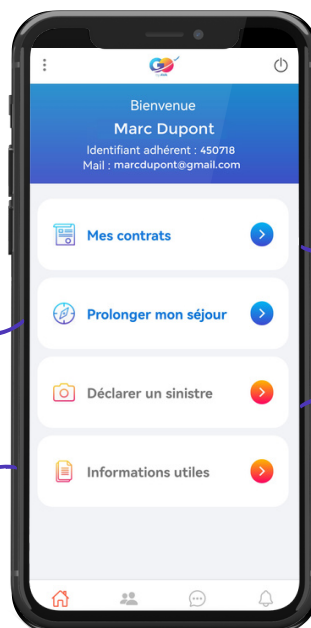 GO
Bienvenue
Marc Dupont
Identifiant adhérent : 450718
Mail : marcdupont@gmail.com
Mes contrats
Prolonger mon séjour
Déclarer un sinistre
Informations utiles